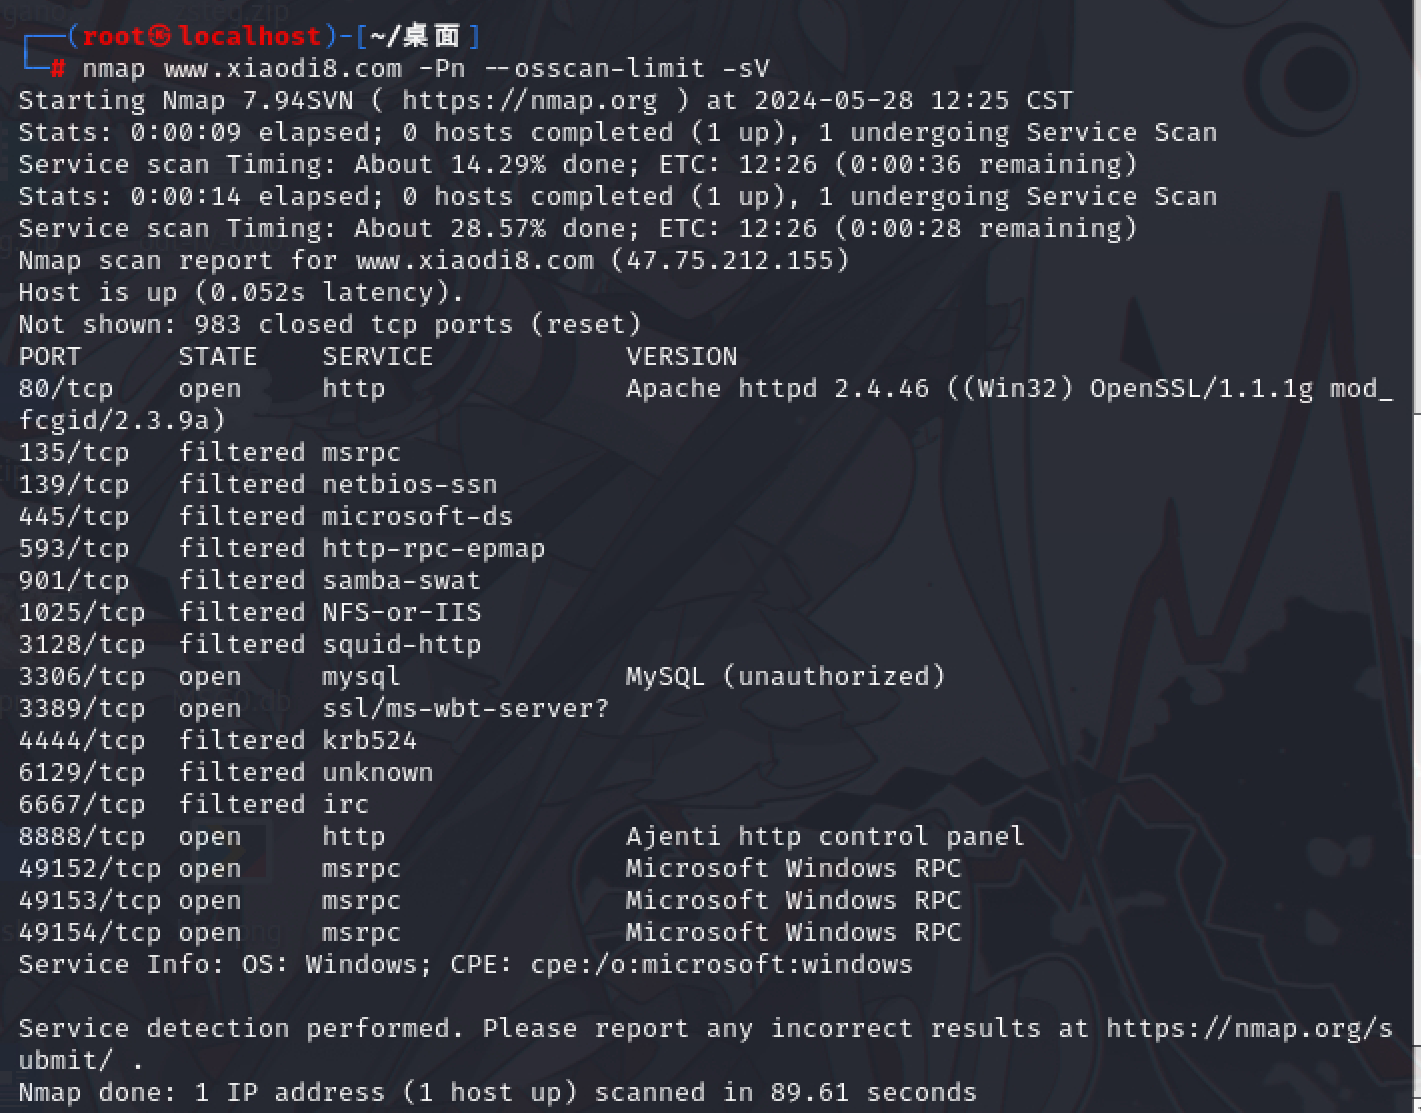 zsteg.zip
┌──(root㉿localhost)-[~/桌面]
└─# nmap www.xiaodi8.com -Pn --osscan-limit -sV
Starting Nmap 7.94SVN ( https://nmap.org ) at 2024-05-28 12:25 CST
Stats: 0:00:09 elapsed; 0 hosts completed (1 up), 1 undergoing Service Scan
Service scan Timing: About 14.29% done; ETC: 12:26 (0:00:36 remaining)
Stats: 0:00:14 elapsed; 0 hosts completed (1 up), 1 undergoing Service Scan
Service scan Timing: About 28.57% done; ETC: 12:26 (0:00:28 remaining)
Nmap scan report for www.xiaodi8.com (47.75.212.155)
Host is up (0.052s latency).
Not shown: 983 closed tcp ports (reset)
PORT      STATE    SERVICE            VERSION
80/tcp    open     http               Apache httpd 2.4.46 ((Win32) OpenSSL/1.1.1g mod_
fcgid/2.3.9a)
135/tcp   filtered msrpc
139/tcp   filtered netbios-ssn
445/tcp   filtered microsoft-ds
593/tcp   filtered http-rpc-epmap
901/tcp   filtered samba-swat
1025/tcp  filtered NFS-or-IIS
3128/tcp  filtered squid-http
3306/tcp  open     mysql              MySQL (unauthorized)
3389/tcp  open     ssl/ms-wbt-server?
4444/tcp  filtered krb524
6129/tcp  filtered unknown
6667/tcp  filtered irc
8888/tcp  open     http               Ajenti http control panel
49152/tcp open     msrpc              Microsoft Windows RPC
49153/tcp open     msrpc              Microsoft Windows RPC
49154/tcp open     msrpc              Microsoft Windows RPC
Service Info: OS: Windows; CPE: cpe:/o:microsoft:windows
Service detection performed. Please report any incorrect results at https://nmap.org/s
ubmit/ .
Nmap done: 1 IP address (1 host up) scanned in 89.61 seconds